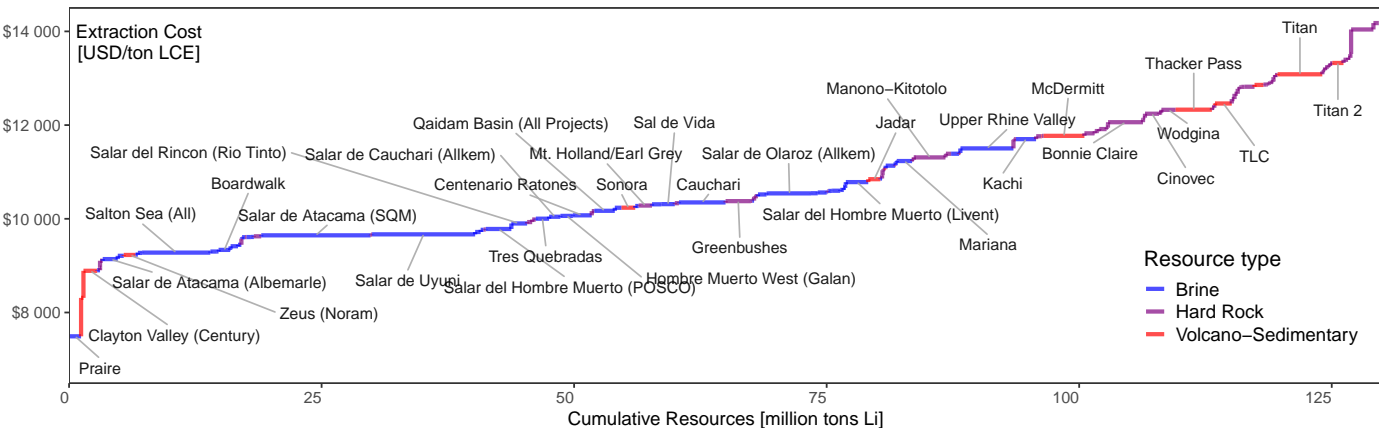 $14 000
Extraction Cost
[USD/ton LCE]
Titan
Thacker Pass
Manono−Kitotolo
McDermitt
Titan 2
$12 000
Qaidam Basin (All Projects)
Sal de Vida
Jadar
Upper Rhine Valley
Wodgina
Salar del Rincon (Rio Tinto)
Salar de Cauchari (Allkem)
Mt. Holland/Earl Grey
Salar de Olaroz (Allkem)
Bonnie Claire
TLC
Boardwalk
Centenario Ratones
Sonora
Cauchari
Kachi
Cinovec
$10 000
Salton Sea (All)
Salar de Atacama (SQM)
Salar del Hombre Muerto (Livent)
Greenbushes
Mariana
Tres Quebradas
Resource type
Salar de Atacama (Albemarle)
Salar de Uyuni
Salar del Hombre Muerto (POSCO)
Hombre Muerto West (Galan)
Brine
$8 000
Zeus (Noram)
Hard Rock
Clayton Valley (Century)
Volcano−Sedimentary
Praire
0
25
50
75
100
125
Cumulative Resources [million tons Li]